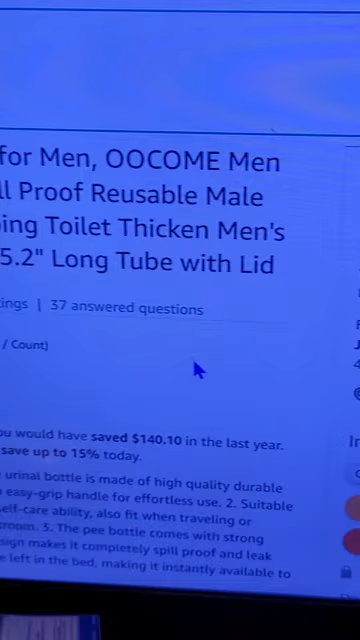 for Men, OOCOME Men
ll Proof Reusable Male
ing Toilet Thicken Men's
5.2" Long Tube with Lid
ings | 37 answered questions
/ Count)
ou would have saved $140.10 in the last year.
save up to 15% today.
urinal bottle is made of high quality durable
easy-grip handle for effortless use. 2. Suitable
self-care ability, also fit when traveling or
room. 3. The pee bottle comes with strong
sign makes it completely spill proof and leak
e left in the bed, making it instantly available to